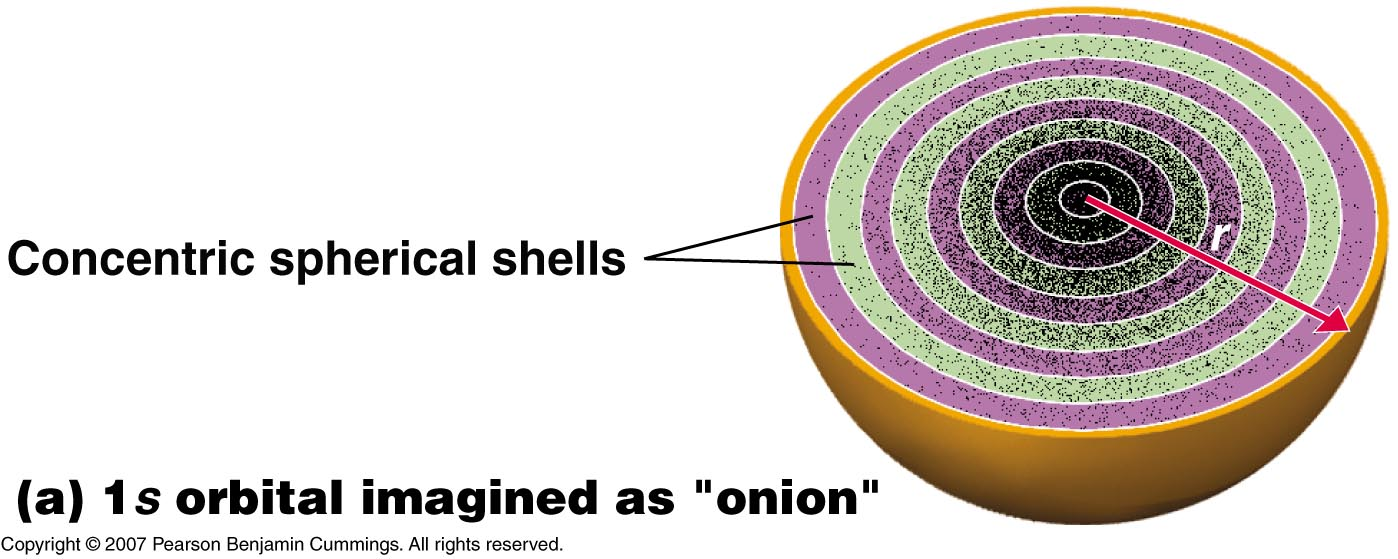 Concentric spherical shells
r
(a) 1s orbital imagined as "onion"
Copyright © 2007 Pearson Benjamin Cummings. All rights reserved.